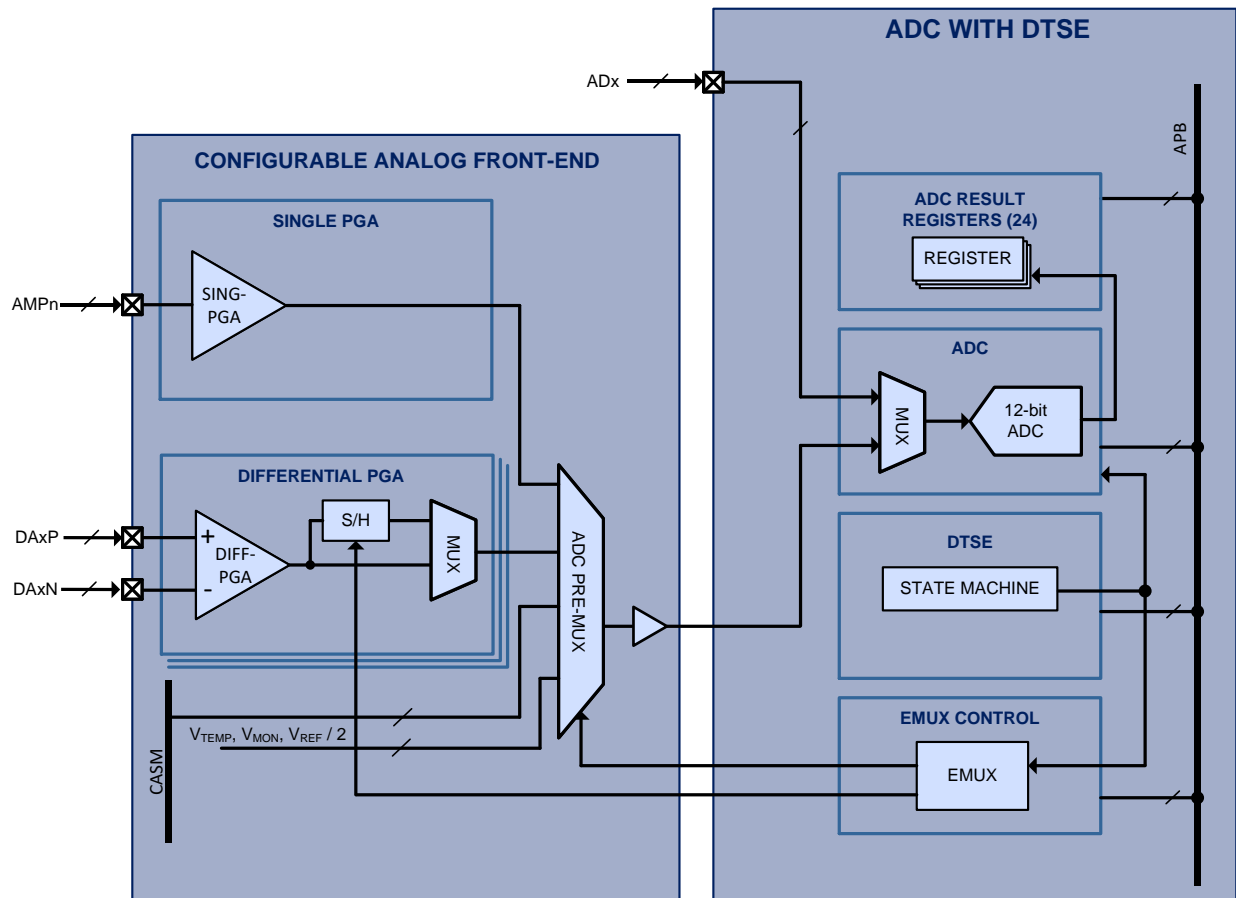 ADC WITH DTSE
ADx
APB
CONFIGURABLE ANALOG FRONT-END
SINGLE PGA
SING-
PGA
AMPn
ADC RESULT
REGISTERS (24)
REGISTER
ADC
MUX
12-bit
ADC
DIFFERENTIAL PGA
S/H
MUX
DAxP
DAxN
+
-
DIFF-
PGA
ADC PRE-MUX
DTSE
STATE MACHINE
CASM
VTEMP, VMON, VREF / 2
EMUX CONTROL
EMUX